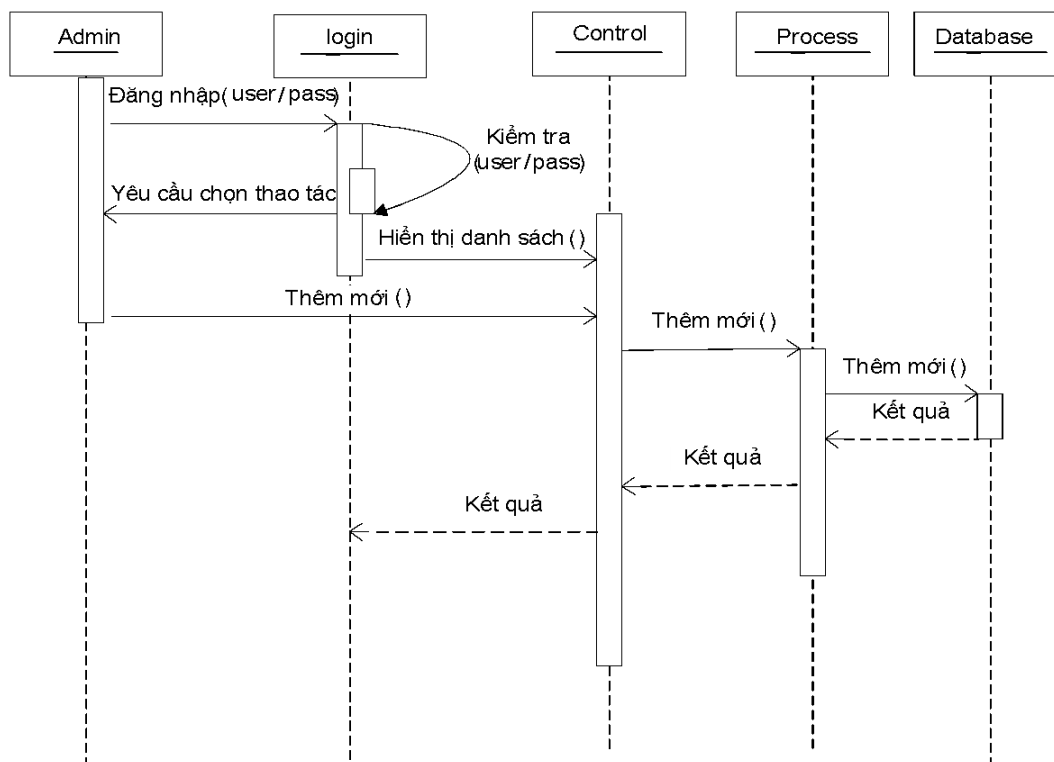 Admin
login
Control
Process
Database
Đăng nhập(user/pass)
Kiểm tra
(user/pass)
Yêu cầu chọn thao tác
Hiển thị danh sách ()
Thêm mới ()
Thêm mới ()
Thêm mới ()
Kết quả
Kết quả
Kết quả